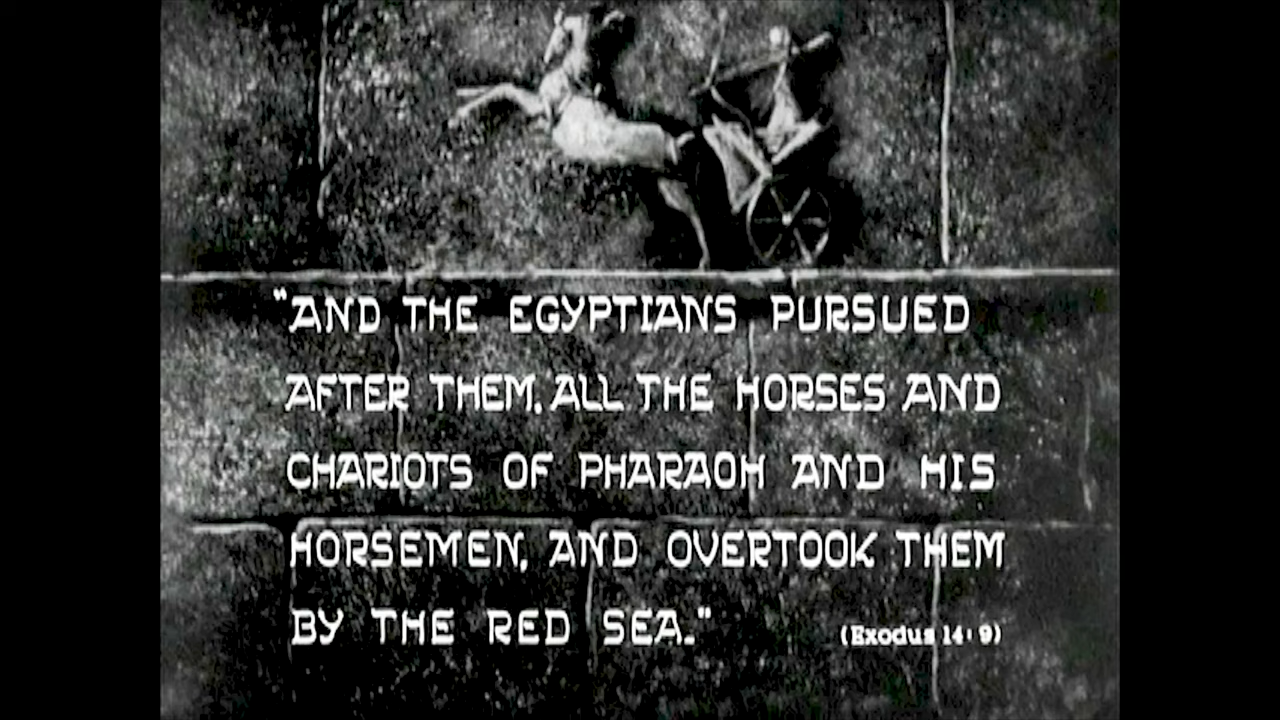 "AND THE EGYPTIANS PURSUED
AFTER THEM, ALL THE HORSES AND
CHARIOTS OF PHARAOH AND HIS
HORSEMEN, AND OVERTOOK THEM
BY THE RED SEA."
(Exodus 14:9)